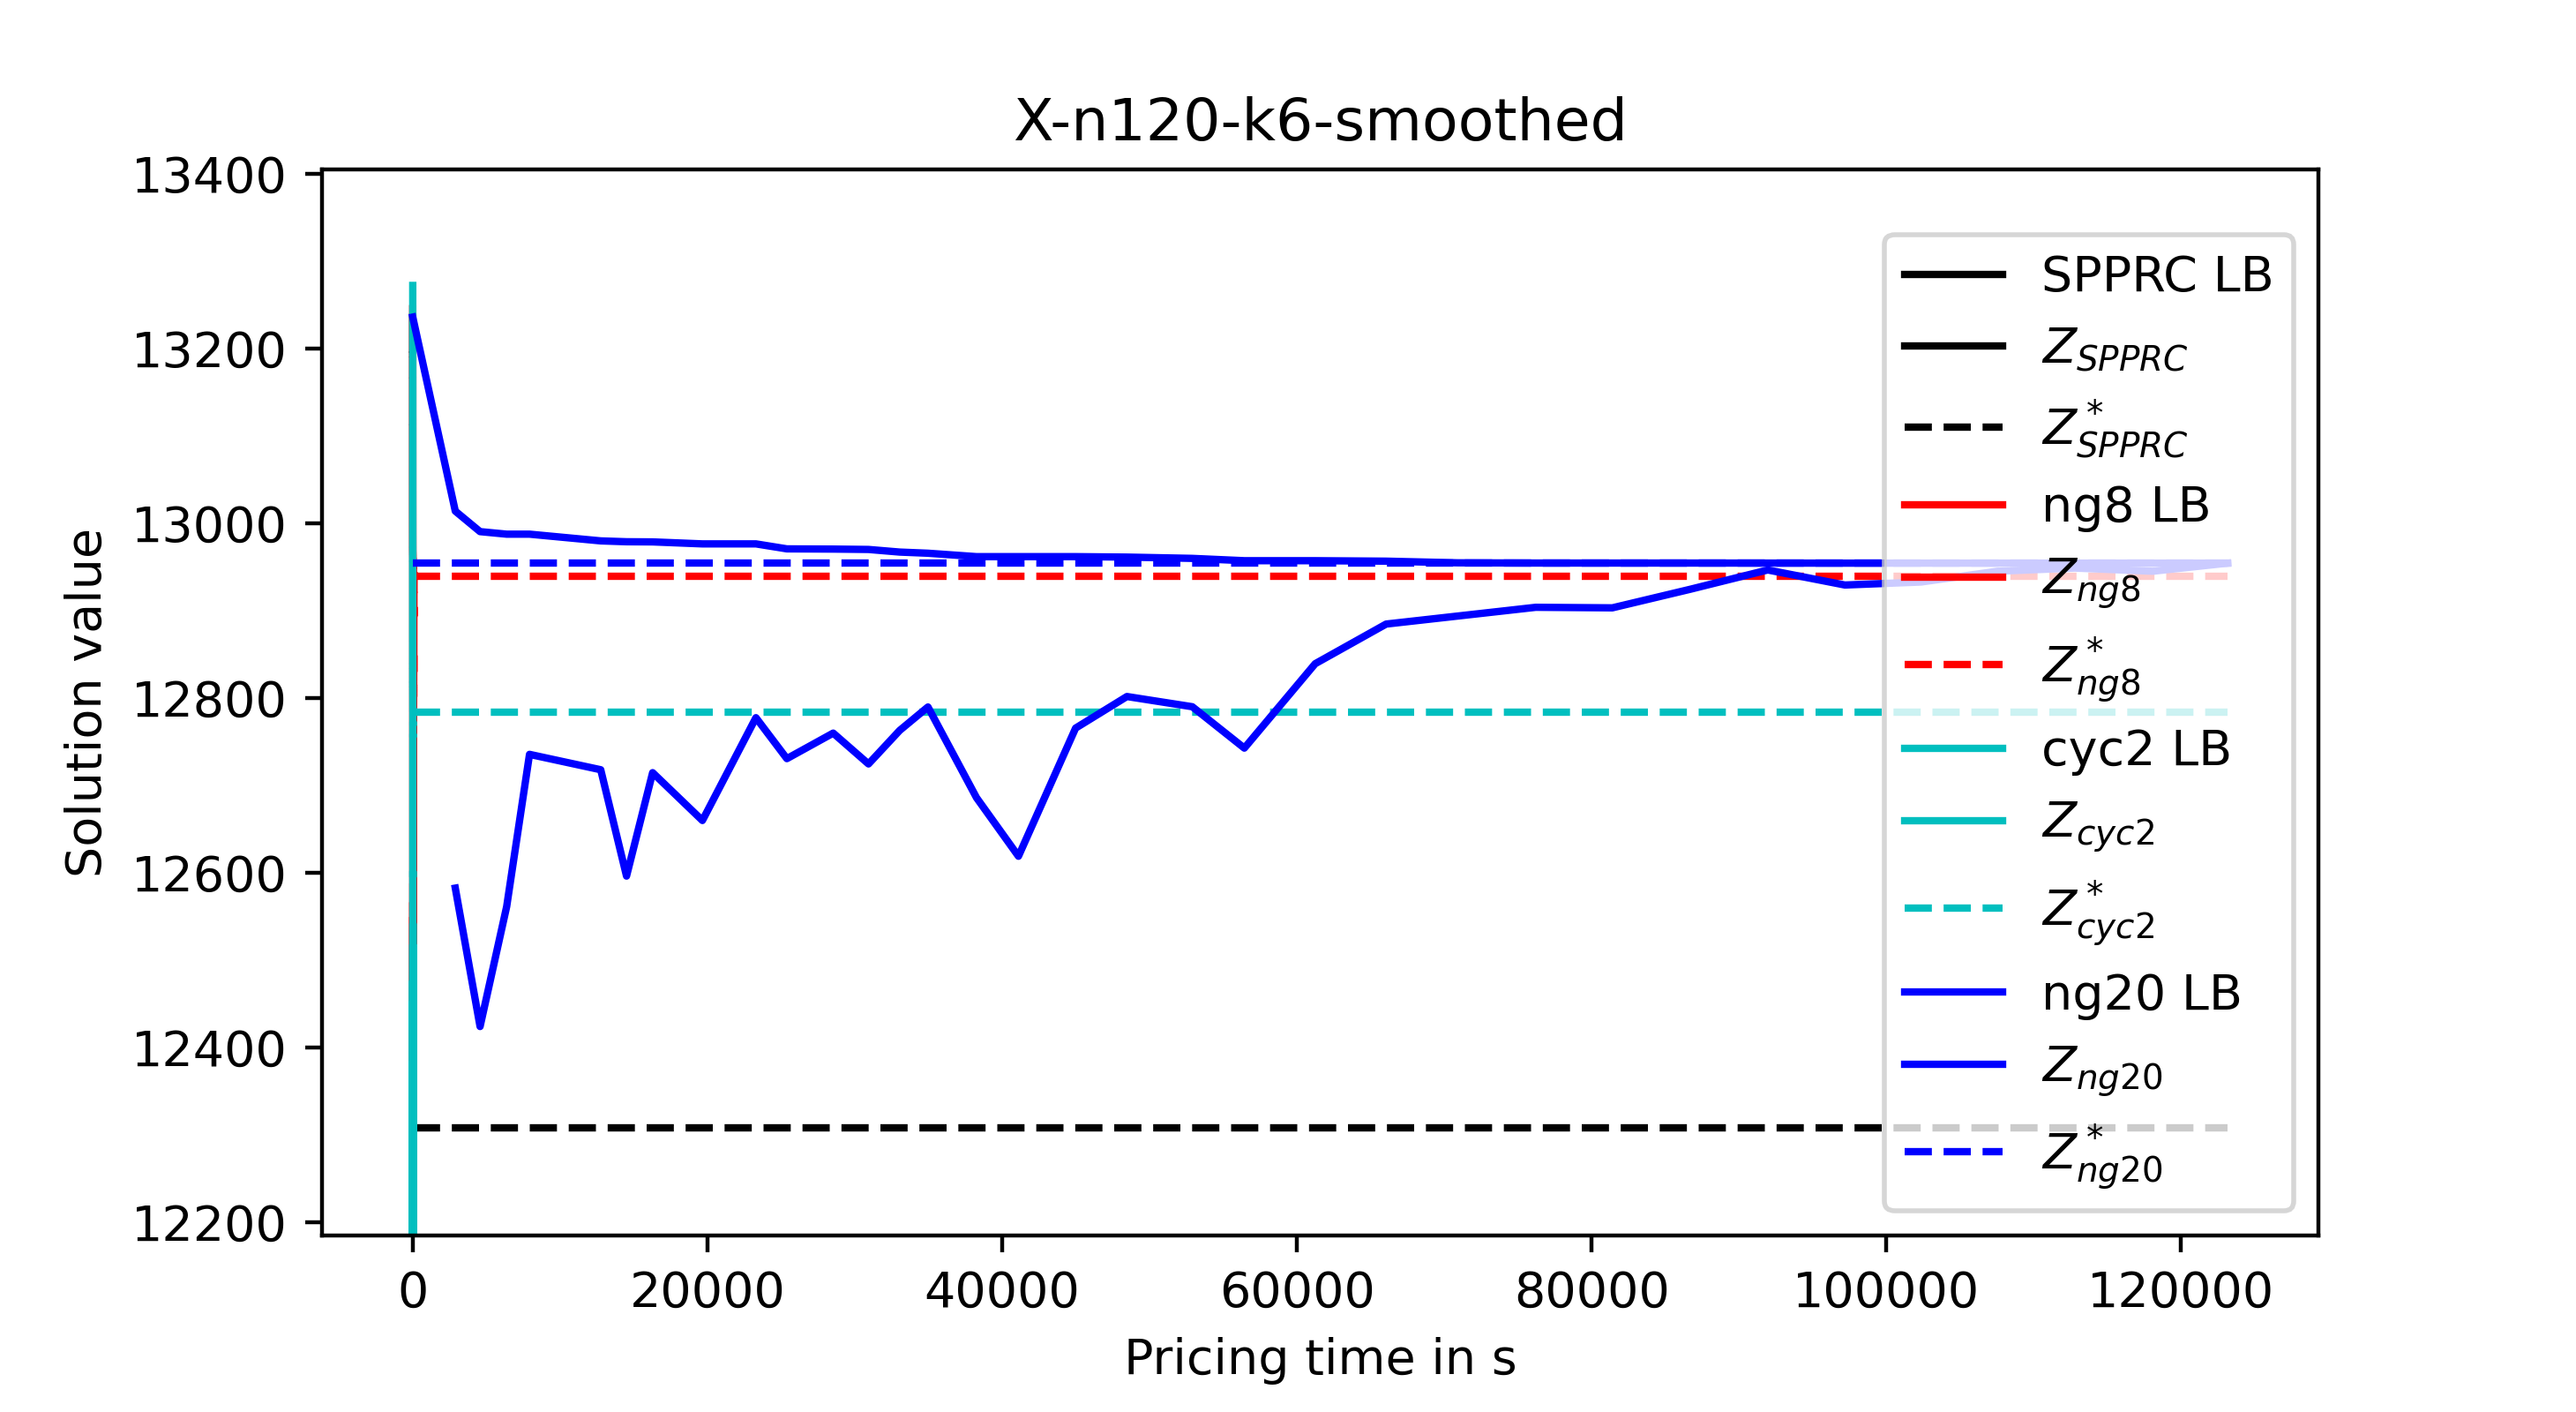 X-n120-k6-smoothed
13400
13200
13000
12800
12600
12400
12200
Solution value
0 20000 40000 60000 80000 100000 120000
Pricing time in s
SPPRC LB
Z_SPPRC
Z*_SPPRC
ng8 LB
Z_ng8
Z*_ng8
cyc2 LB
Z_cyc2
Z*_cyc2
ng20 LB
Z_ng20
Z*_ng20